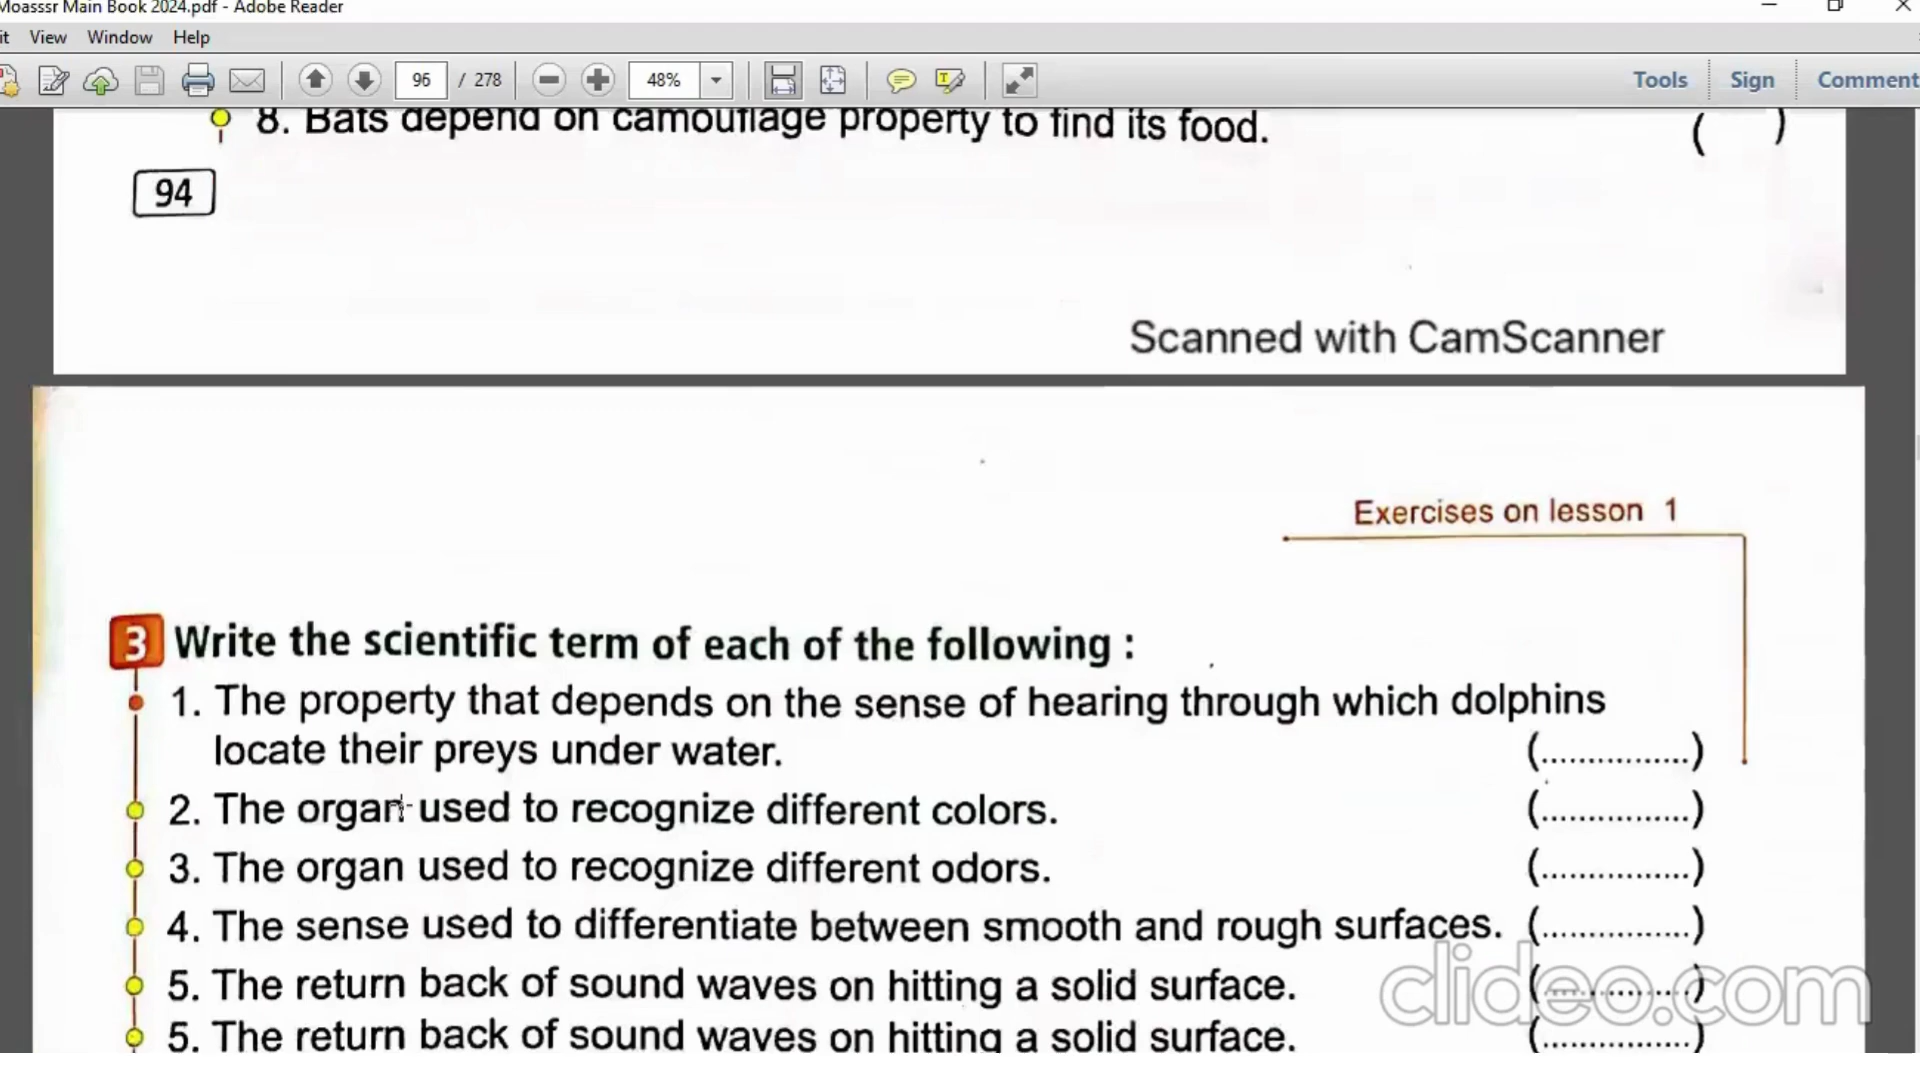 Moasssr Main Book 2024.pdf - Adobe Reader
it View Window Help
96 / 278 48% Tools Sign Comment
8. Bats depend on camouflage property to find its food. ( )
94
Scanned with CamScanner
Exercises on lesson 1
3 Write the scientific term of each of the following :
1. The property that depends on the sense of hearing through which dolphins
locate their preys under water. (................)
2. The organ used to recognize different colors. (................)
3. The organ used to recognize different odors. (................)
4. The sense used to differentiate between smooth and rough surfaces. (................)
5. The return back of sound waves on hitting a solid surface. (................)
5. The return back of sound waves on hitting a solid surface. (................)
clideo.com